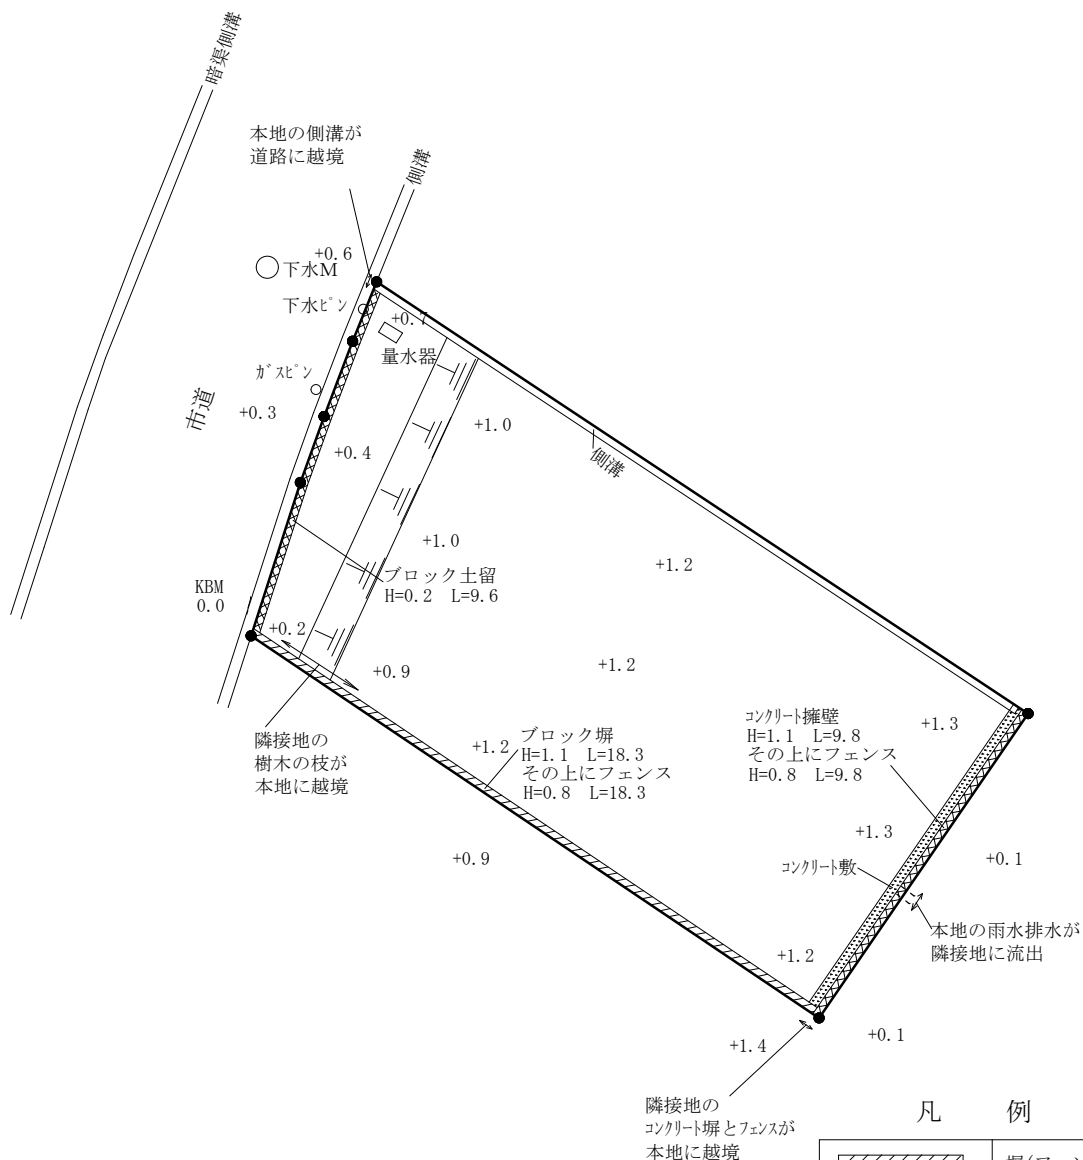 暗渠側溝
本地の側溝が
道路に越境
側溝
+0.6
下水M
下水ﾋﾟﾝ
+0.7
量水器
ｶﾞｽﾋﾟﾝ
市道
+0.3
+1.0
+0.4
側溝
+1.0
+1.2
ブロック土留
H=0.2 L=9.6
KBM
0.0
+0.2
+0.9
+1.2
隣接地の
樹木の枝が
本地に越境
+1.2
ブロック塀
H=1.1 L=18.3
その上にフェンス
H=0.8 L=18.3
ｺﾝｸﾘｰﾄ擁壁
H=1.1 L=9.8
その上にフェンス
H=0.8 L=9.8
+1.3
+1.3
+0.9
ｺﾝｸﾘｰﾄ敷
+0.1
本地の雨水排水が
隣接地に流出
+1.2
+0.1
+1.4
隣接地の
ｺﾝｸﾘｰﾄ塀とﾌｪﾝｽが
本地に越境
凡 例